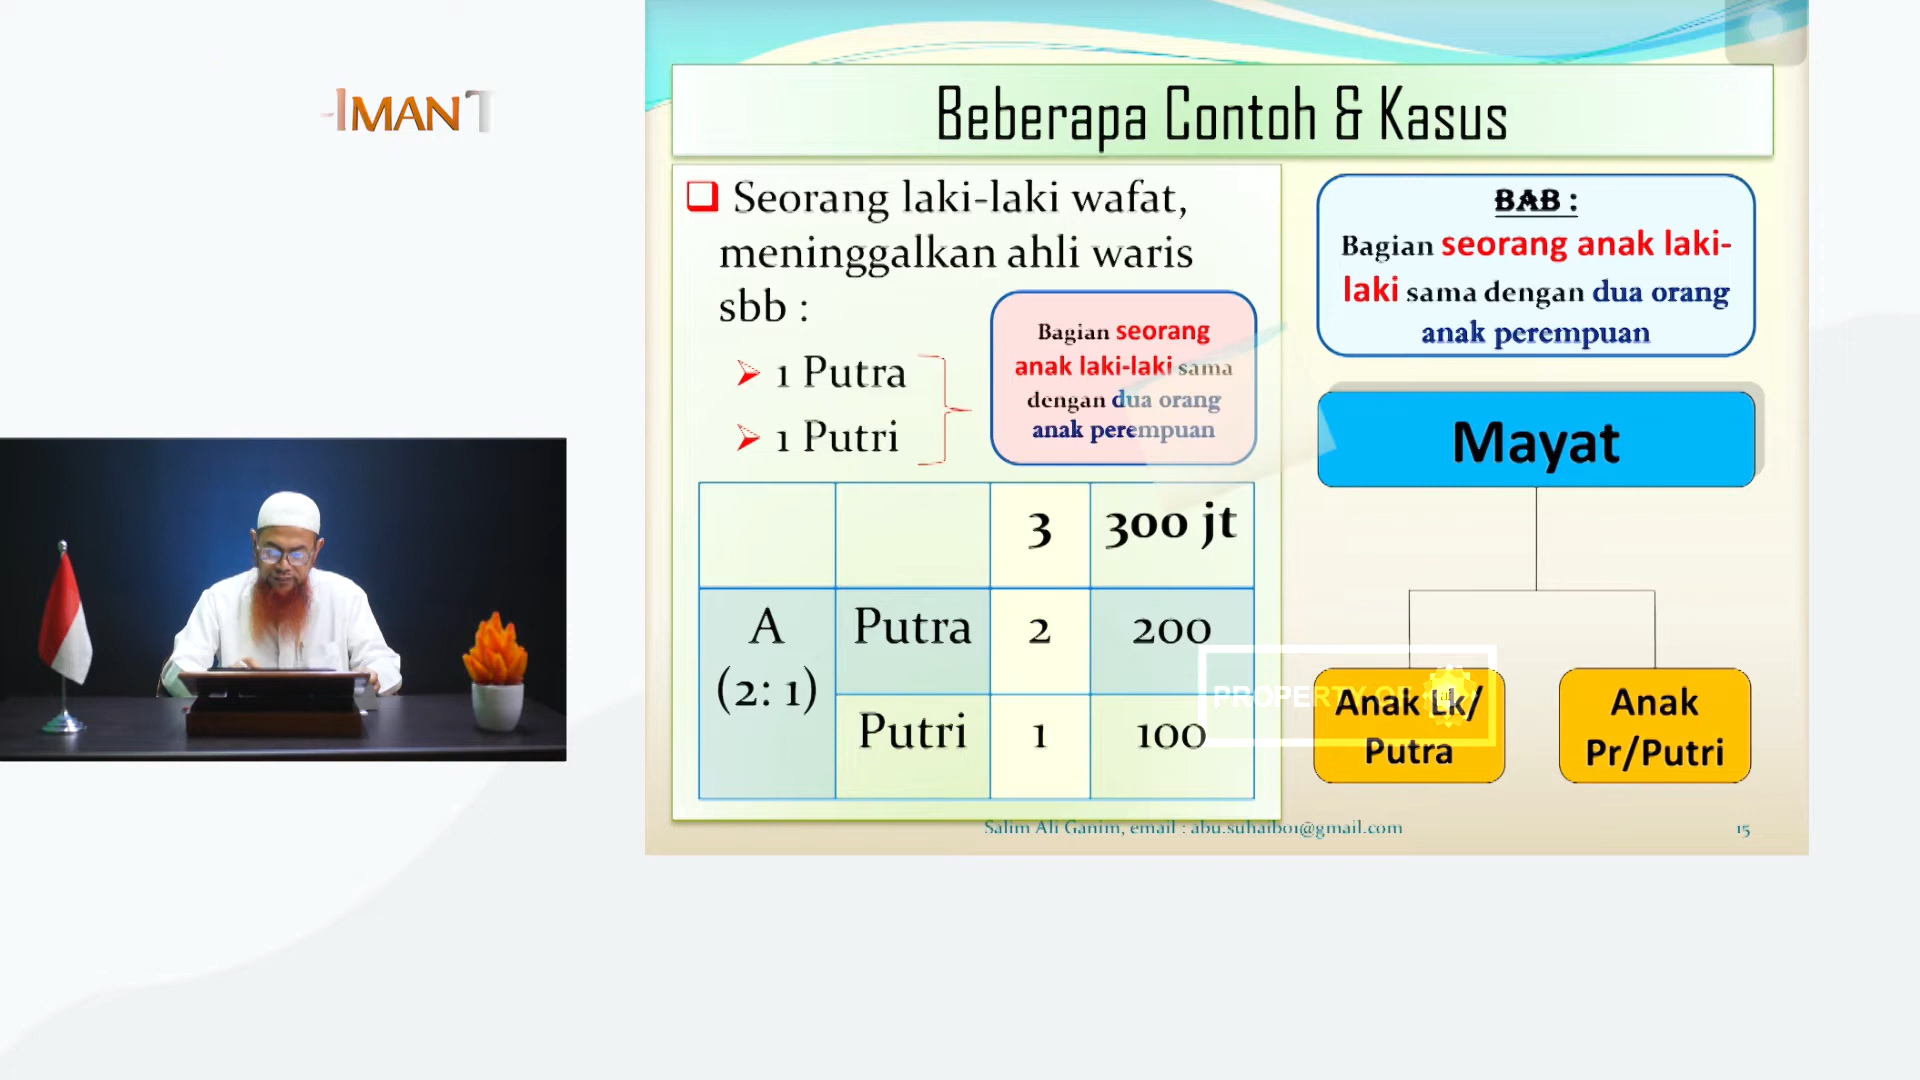 -IMAN T
Beberapa Contoh & Kasus
Seorang laki-laki wafat,
meninggalkan ahli waris
sbb :
1 Putra
1 Putri
Bagian seorang
anak laki-laki sama
dengan dua orang
anak perempuan
3 300 jt
A Putra 2 200
(2: 1)
Putri 1 100
BAB :
Bagian seorang anak laki-
laki sama dengan dua orang
anak perempuan
Mayat
Anak Lk/
Putra
Anak
Pr/Putri
PROPERTY OF
Salim Ali Ganim, email : abu.suhaib01@gmail.com
15